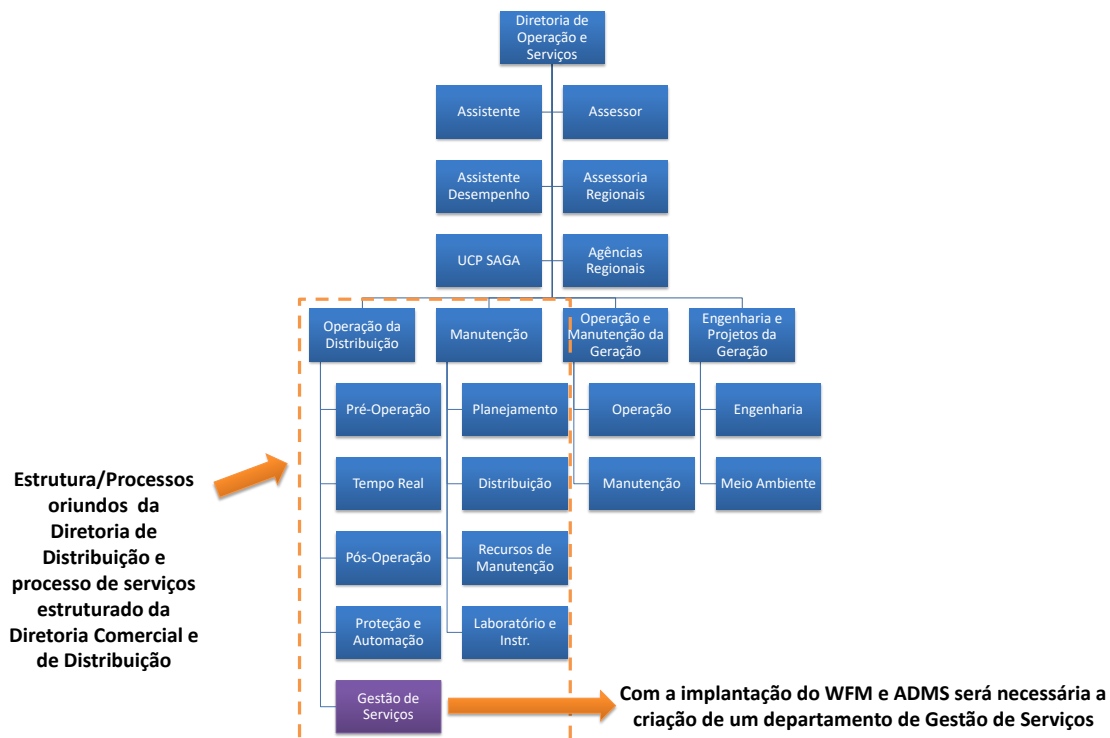 Diretoria de
Operação e
Serviços
Assistente
Assessor
Assistente
Desempenho
Assessoria
Regionais
UCP SAGA
Agências
Regionais
Operação da
Distribuição
Manutenção
Operação e
Manutenção da
Geração
Engenharia e
Projetos da
Geração
Pré-Operação
Planejamento
Operação
Engenharia
Tempo Real
Distribuição
Manutenção
Meio Ambiente
Pós-Operação
Recursos de
Manutenção
Proteção e
Automação
Laboratório e
Instr.
Gestão de
Serviços
Estrutura/Processos
oriundos da
Diretoria de
Distribuição e
processo de serviços
estruturado da
Diretoria Comercial e
de Distribuição
Com a implantação do WFM e ADMS será necessária a
criação de um departamento de Gestão de Serviços